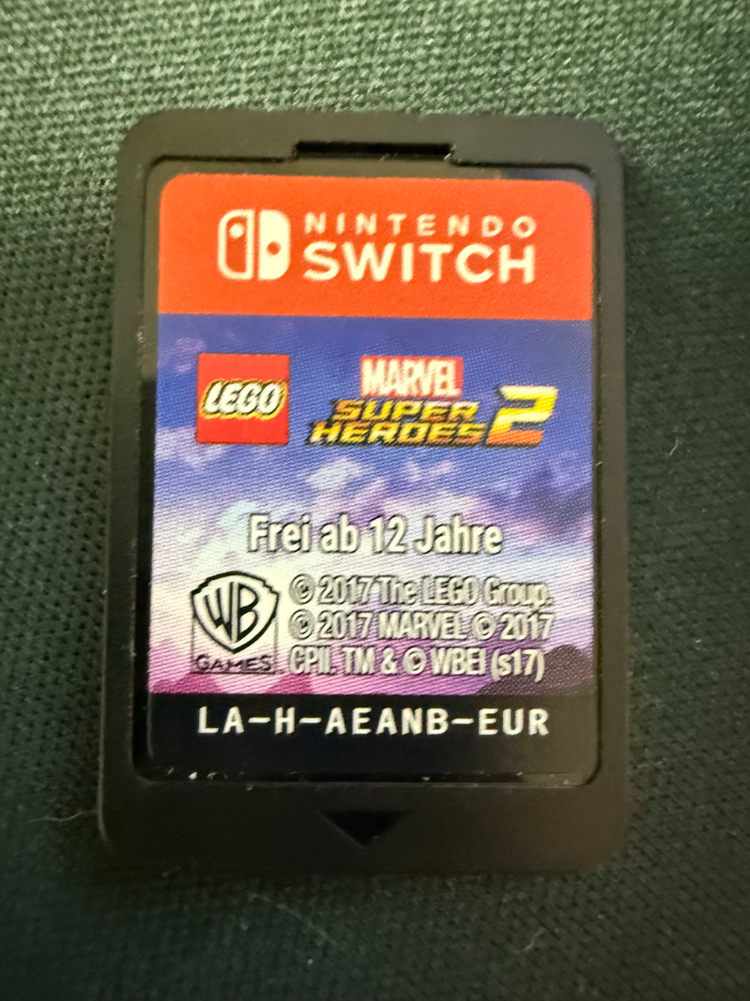 NINTENDO
SWITCH
LEGO
MARVEL
SUPER
HEROES 2
Frei ab 12 Jahre
WB
GAMES
© 2017 The LEGO Group.
© 2017 MARVEL © 2017
CPII. TM & © WBEI (s17)
LA-H-AEANB-EUR